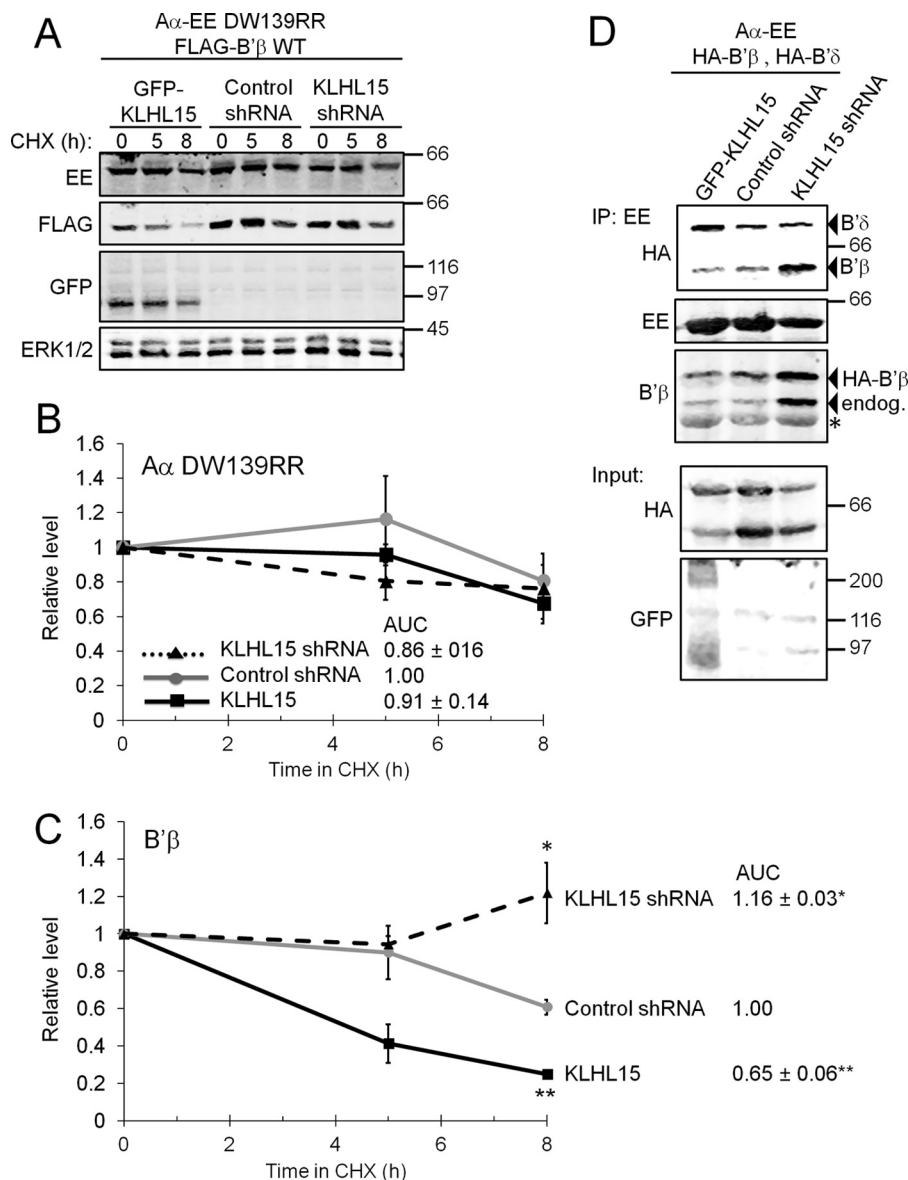 A
Aα-EE DW139RR
FLAG-B'β WT
GFP-
KLHL15
Control
shRNA
KLHL15
shRNA
CHX (h): 0 5 8 0 5 8 0 5 8
EE
66
FLAG
66
GFP
116
97
ERK1/2
45
B
Aα DW139RR
Relative level
1.6
1.4
1.2
1
0.8
0.6
0.4
0.2
0
AUC
KLHL15 shRNA 0.86 ± 016
Control shRNA 1.00
KLHL15 0.91 ± 0.14
0 2 4 6 8
Time in CHX (h)
C
B'β
Relative level
1.6
1.4
1.2
1
0.8
0.6
0.4
0.2
0
*
AUC
KLHL15 shRNA 1.16 ± 0.03*
Control shRNA 1.00
KLHL15 0.65 ± 0.06**
**
0 2 4 6 8
Time in CHX (h)
D
Aα-EE
HA-B'β , HA-B'δ
GFP-KLHL15
Control shRNA
KLHL15 shRNA
IP: EE
HA
B'δ
66
B'β
EE
66
B'β
HA-B'β
endog.
*
Input:
HA
66
GFP
200
116
97